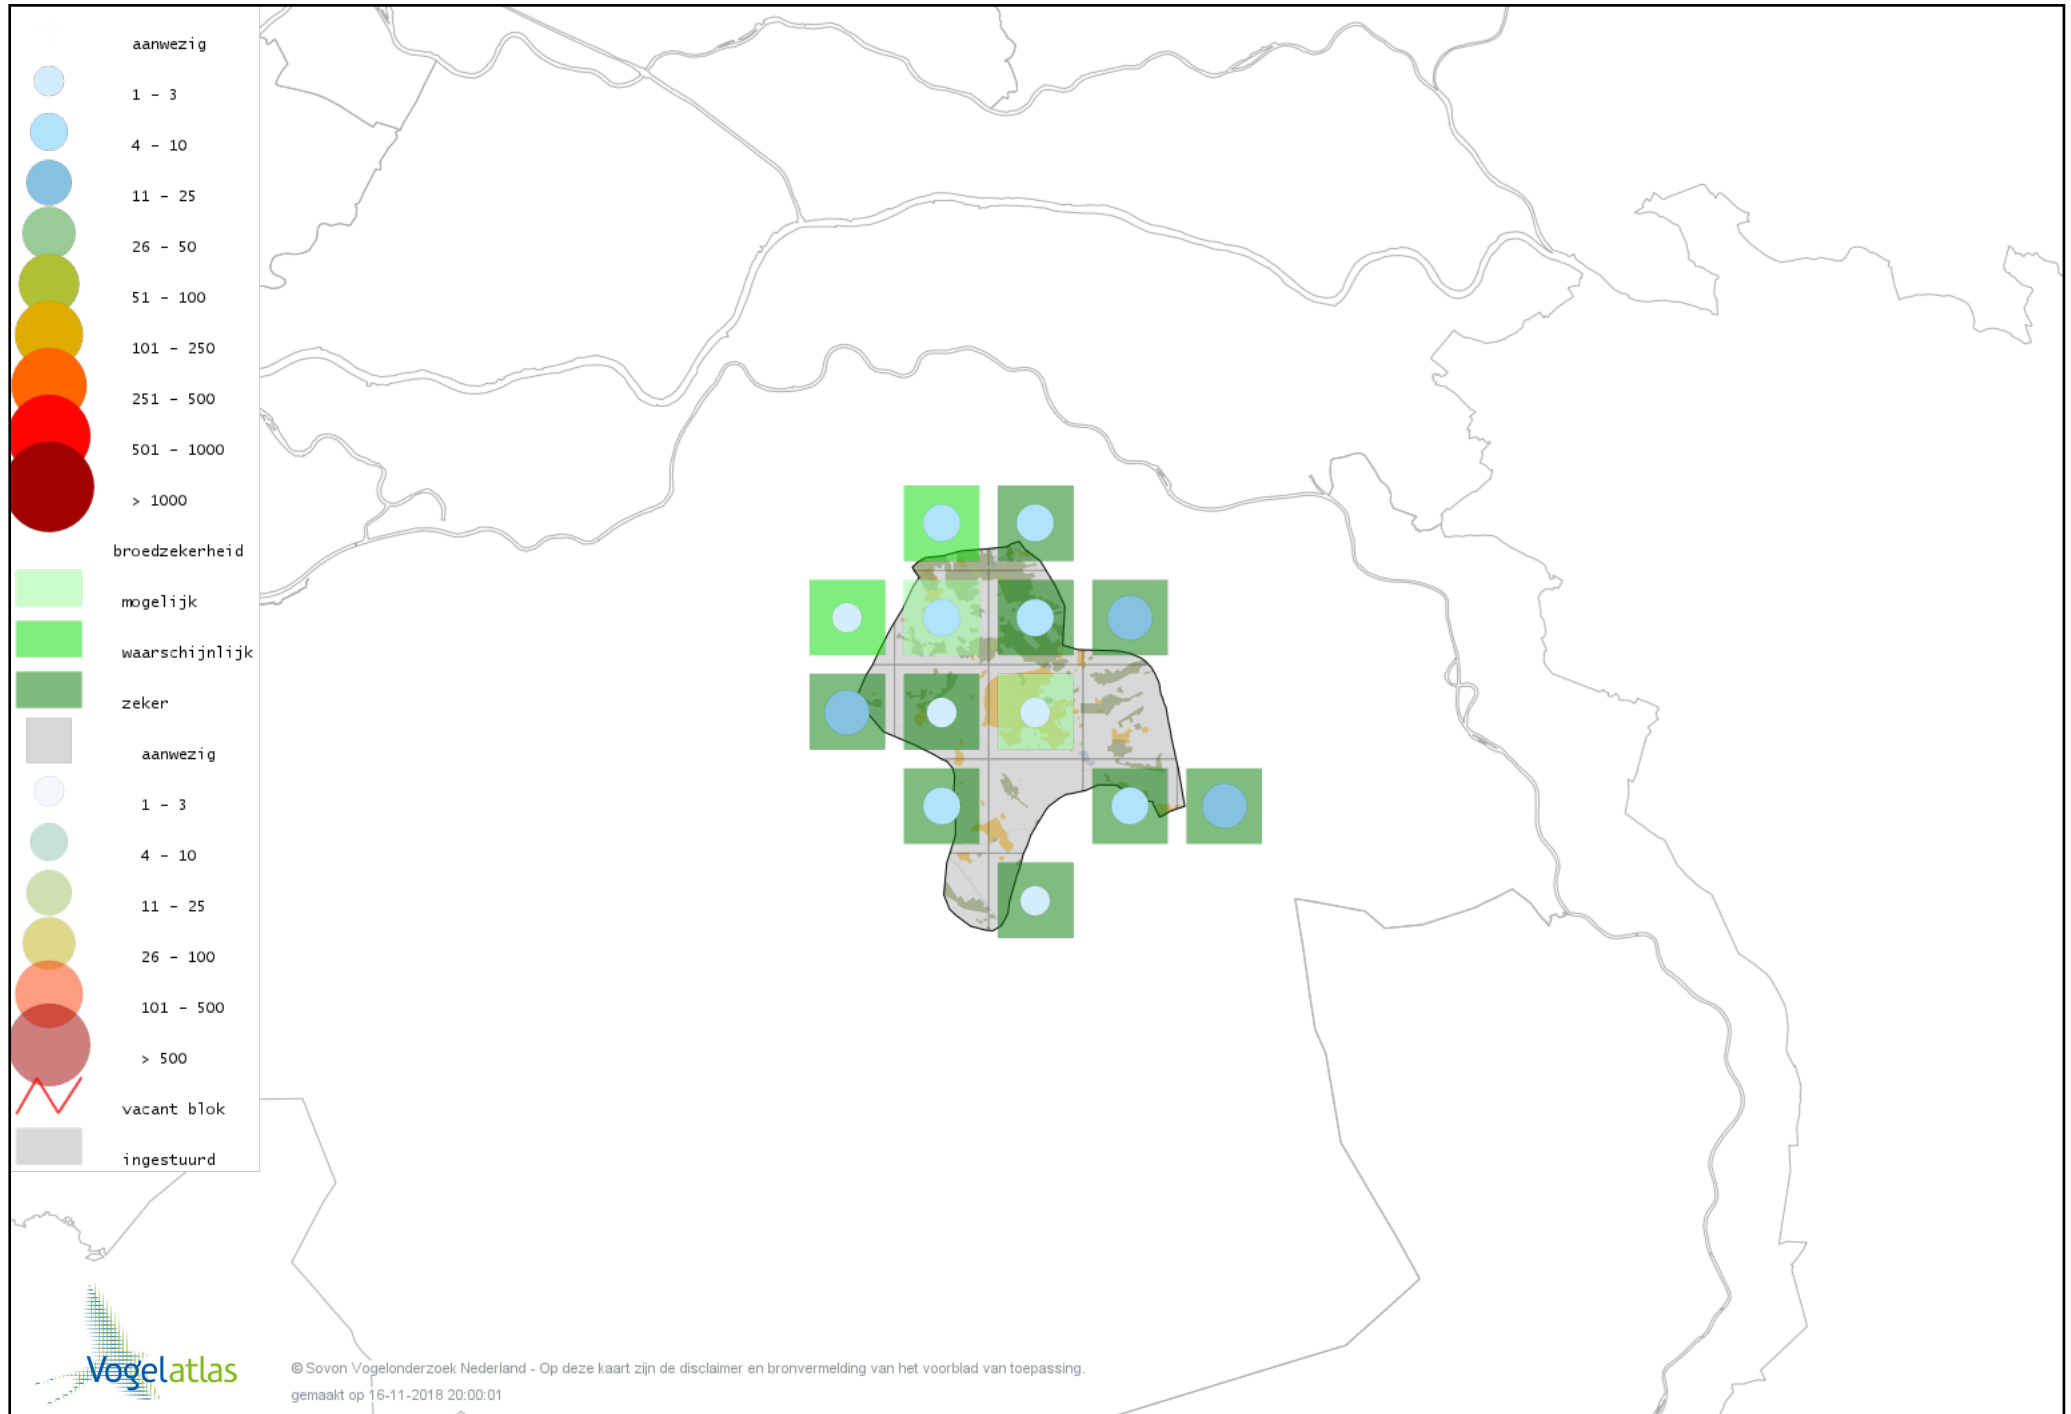 aanwezig
1 - 3
4 - 10
11 - 25
26 - 50
51 - 100
101 - 250
251 - 500
501 - 1000
> 1000
broedzekerheid
mogelijk
waarschijnlijk
zeker
aanwezig
1 - 3
4 - 10
11 - 25
26 - 100
101 - 500
> 500
vacant blok
ingestuurd
Vogelatlas
© Sovon Vogelonderzoek Nederland - Op deze kaart zijn de disclaimer en bronvermelding van het voorblad van toepassing.
gemaakt op 16-11-2018 20:00:01